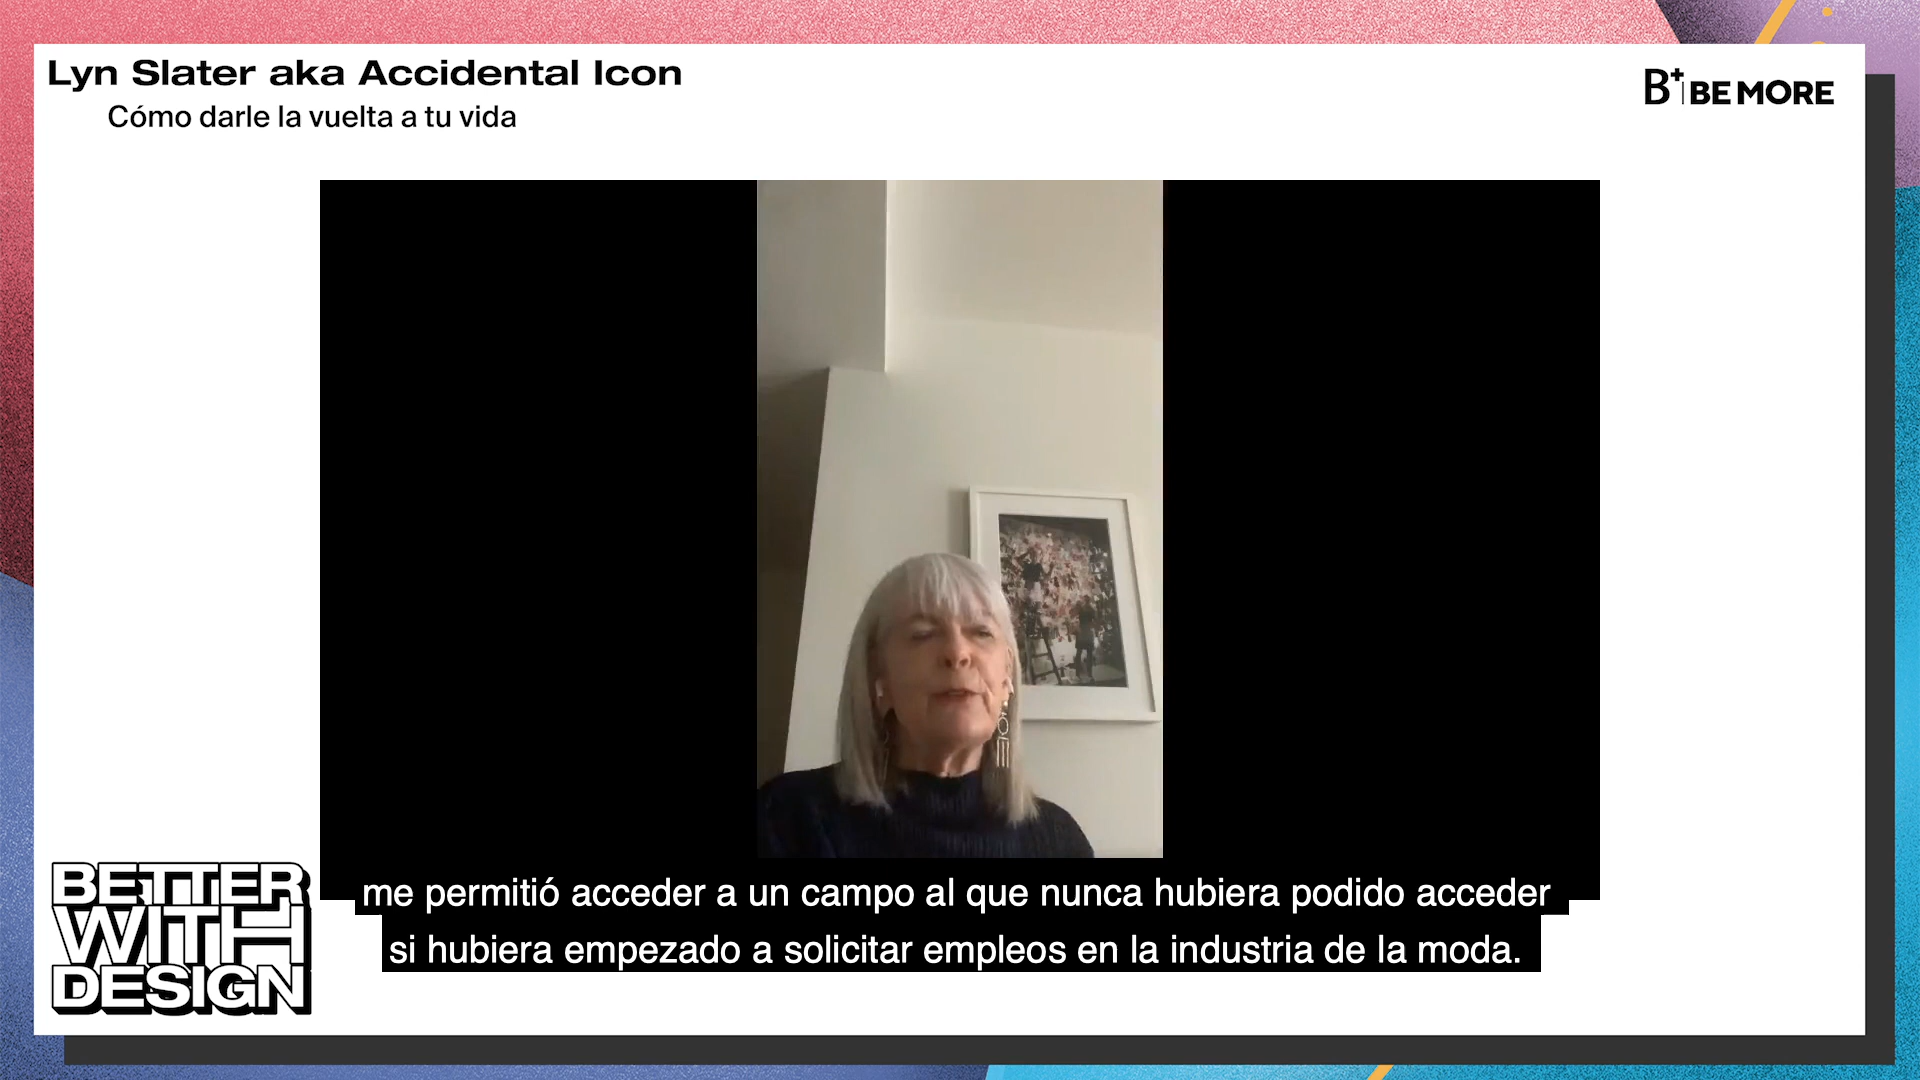 Lyn Slater aka Accidental Icon
Cómo darle la vuelta a tu vida
B+ BE MORE
me permitió acceder a un campo al que nunca hubiera podido acceder
si hubiera empezado a solicitar empleos en la industria de la moda.
BETTER
WITH
DESIGN